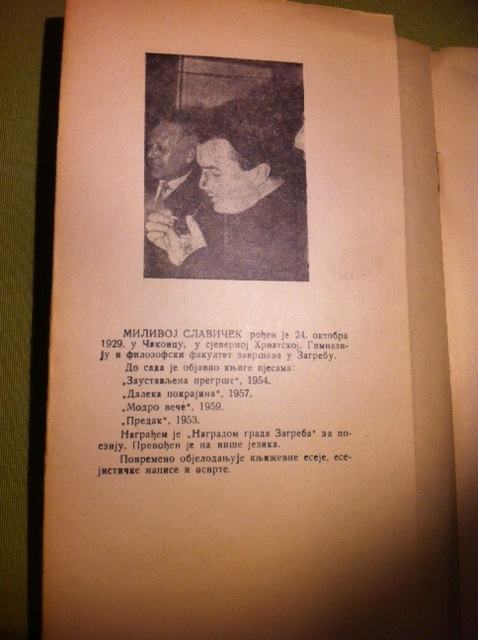 МИЛИВОЈ СЛАВИЧЕК рођен је 24. октобра
1929. у Чаковцу, у сјеверној Хрватској. Гимнази-
ју и филозофски факултет завршава у Загребу.
До сада је објавио књиге пјесама:
„Заустављена прегршт“, 1954.
„Далека покрајина“, 1957.
„Модро вече“, 1959.
„Предак“, 1953.
Награђен је „Наградом града Загреба“ за по-
езију. Превођен је на више језика.
Повремено објелодањује књижевне есеје, есе-
јистичке написе и осврте.